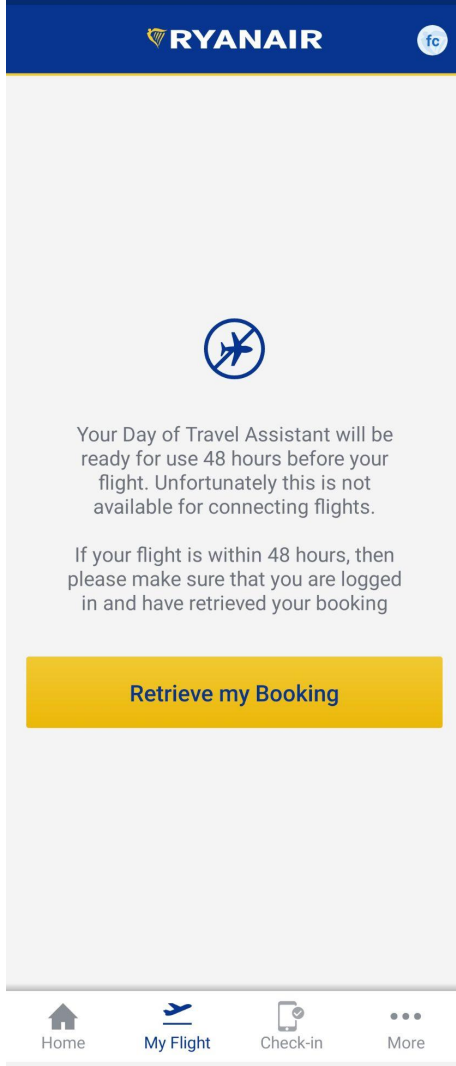 RYANAIR
fc
Your Day of Travel Assistant will be
ready for use 48 hours before your
flight. Unfortunately this is not
available for connecting flights.
If your flight is within 48 hours, then
please make sure that you are logged
in and have retrieved your booking
Retrieve my Booking
Home My Flight Check-in More